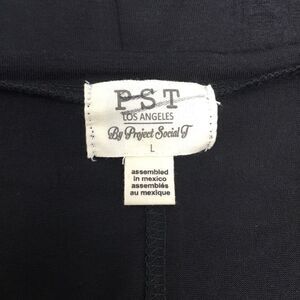 PST
LOS ANGELES
By Project Social T
L
assembled
in mexico
assemblés
au mexique